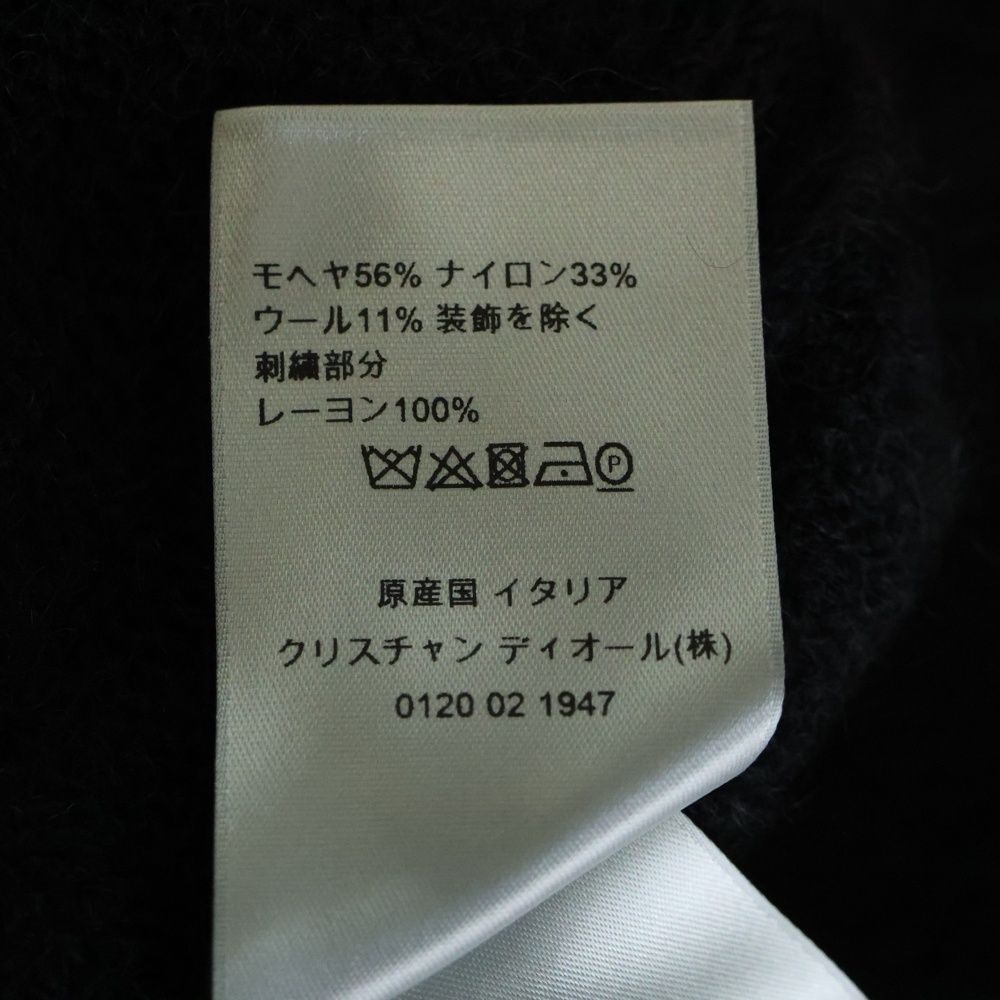 モヘヤ56% ナイロン33%
ウール11% 装飾を除く
刺繍部分
レーヨン100%
P
原産国 イタリア
クリスチャン ディオール(株)
0120 02 1947